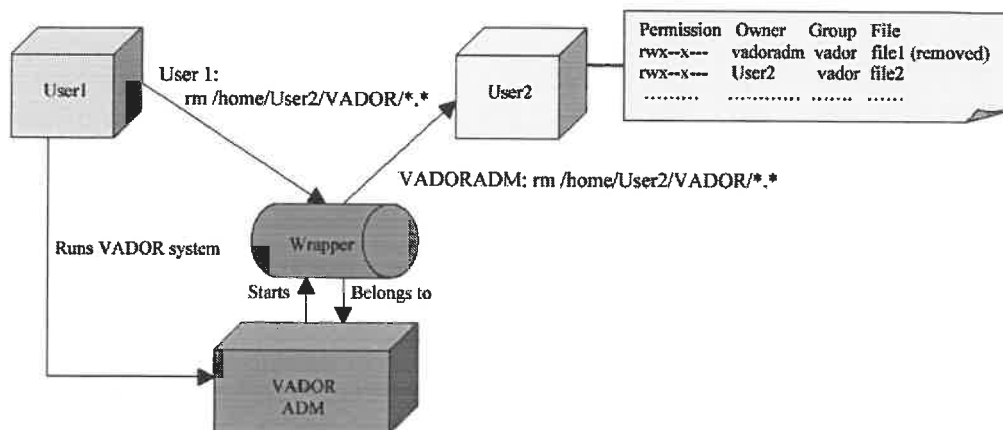 Permission Owner Group File
rwx--x--- vadoradm vador file1 (removed)
rwx--x--- User2 vador file2
......... ............ ....... ......
User1
User 1:
rm /home/User2/VADOR/*.*
User2
VADORADM: rm /home/User2/VADOR/*.*
Wrapper
Runs VADOR system
Starts
Belongs to
VADOR
ADM